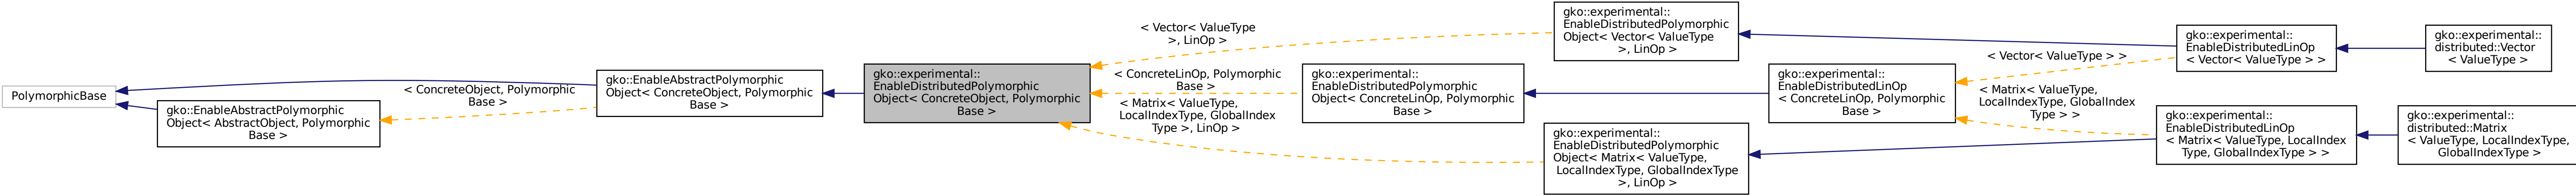 PolymorphicBase
gko::EnableAbstractPolymorphic
Object< AbstractObject, Polymorphic
Base >
< ConcreteObject, Polymorphic
Base >
gko::EnableAbstractPolymorphic
Object< ConcreteObject, Polymorphic
Base >
gko::experimental::
EnableDistributedPolymorphic
Object< ConcreteObject, Polymorphic
Base >
< Vector< ValueType
>, LinOp >
< ConcreteLinOp, Polymorphic
Base >
< Matrix< ValueType,
LocalIndexType, GlobalIndex
Type >, LinOp >
gko::experimental::
EnableDistributedPolymorphic
Object< Vector< ValueType
>, LinOp >
gko::experimental::
EnableDistributedPolymorphic
Object< ConcreteLinOp, Polymorphic
Base >
gko::experimental::
EnableDistributedPolymorphic
Object< Matrix< ValueType,
LocalIndexType, GlobalIndexType
>, LinOp >
gko::experimental::
EnableDistributedLinOp
< ConcreteLinOp, Polymorphic
Base >
< Vector< ValueType > >
< Matrix< ValueType,
LocalIndexType, GlobalIndex
Type > >
gko::experimental::
EnableDistributedLinOp
< Vector< ValueType > >
gko::experimental::
EnableDistributedLinOp
< Matrix< ValueType, LocalIndex
Type, GlobalIndexType > >
gko::experimental::
distributed::Vector
< ValueType >
gko::experimental::
distributed::Matrix
< ValueType, LocalIndexType,
GlobalIndexType >